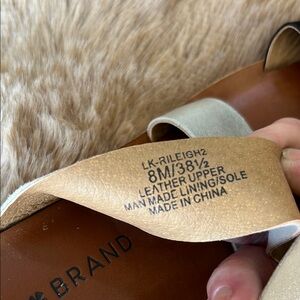 LK-RILEIGH2
8M/38½
LEATHER UPPER
MAN MADE LINING/SOLE
MADE IN CHINA
BRAND